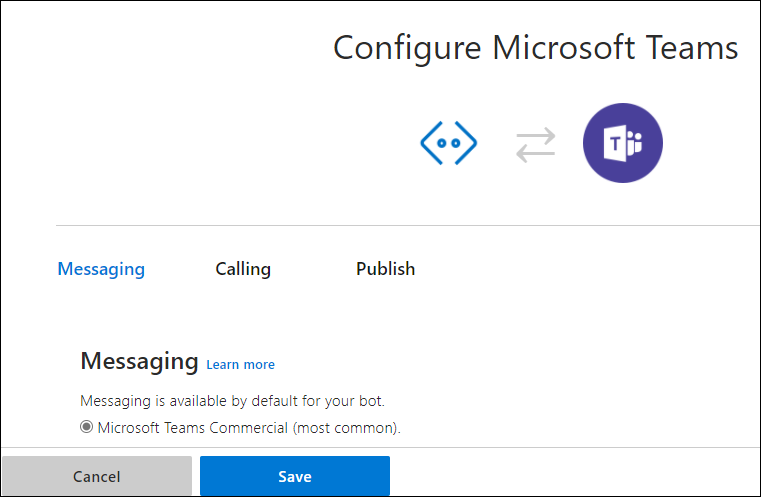 Configure Microsoft Teams
T
Messaging Calling Publish
Messaging Learn more
Messaging is available by default for your bot.
Microsoft Teams Commercial (most common).
Cancel Save